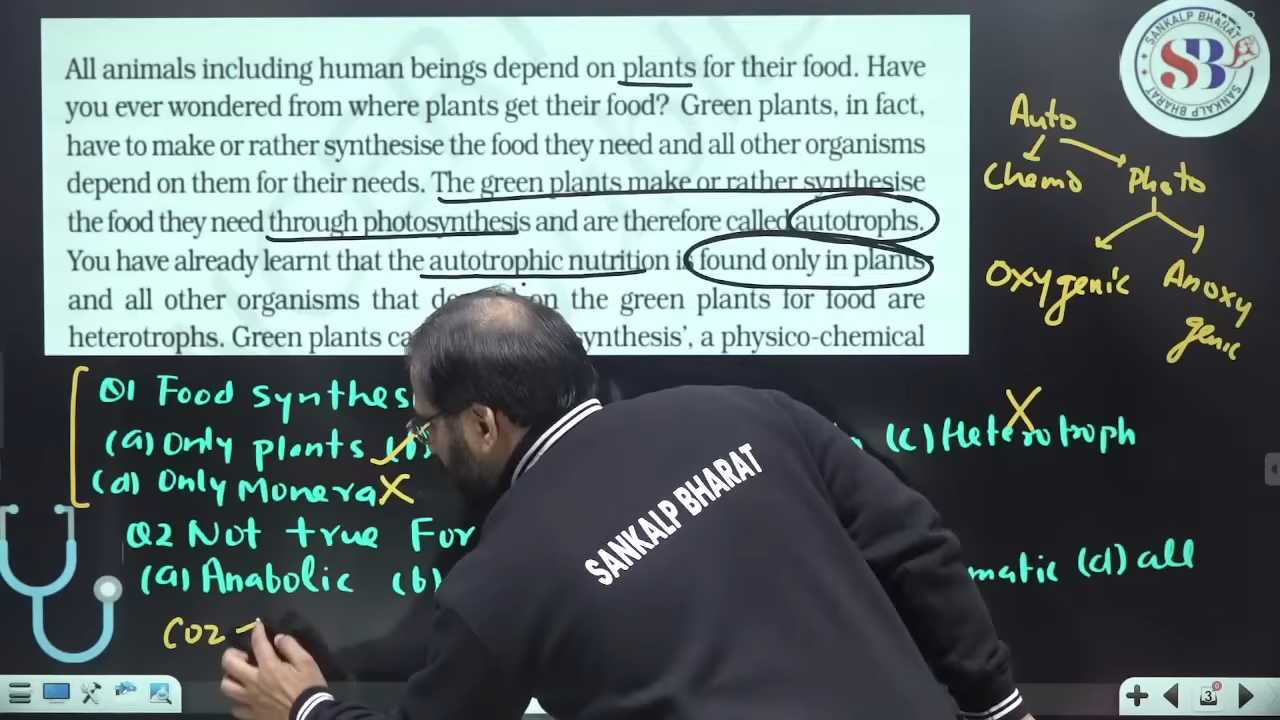 All animals including human beings depend on plants for their food. Have
you ever wondered from where plants get their food? Green plants, in fact,
have to make or rather synthesise the food they need and all other organisms
depend on them for their needs. The green plants make or rather synthesise
the food they need through photosynthesis and are therefore called autotrophs.
You have already learnt that the autotrophic nutrition is found only in plants
and all other organisms that on the green plants for food are
heterotrophs. Green plants synthesis', a physico-chemical
SANKALP BHARAT
SB
SANKALP BHARAT
Auto
Chemo Photo
Oxygenic Anoxy
genic
Q1 Food synthes
(a) Only plants (c) Heterotroph
(d) Only Monera X
Q2 Not true For
(a) Anabolic (b) matic (d) all
CO2
SANKALP BHARAT
3